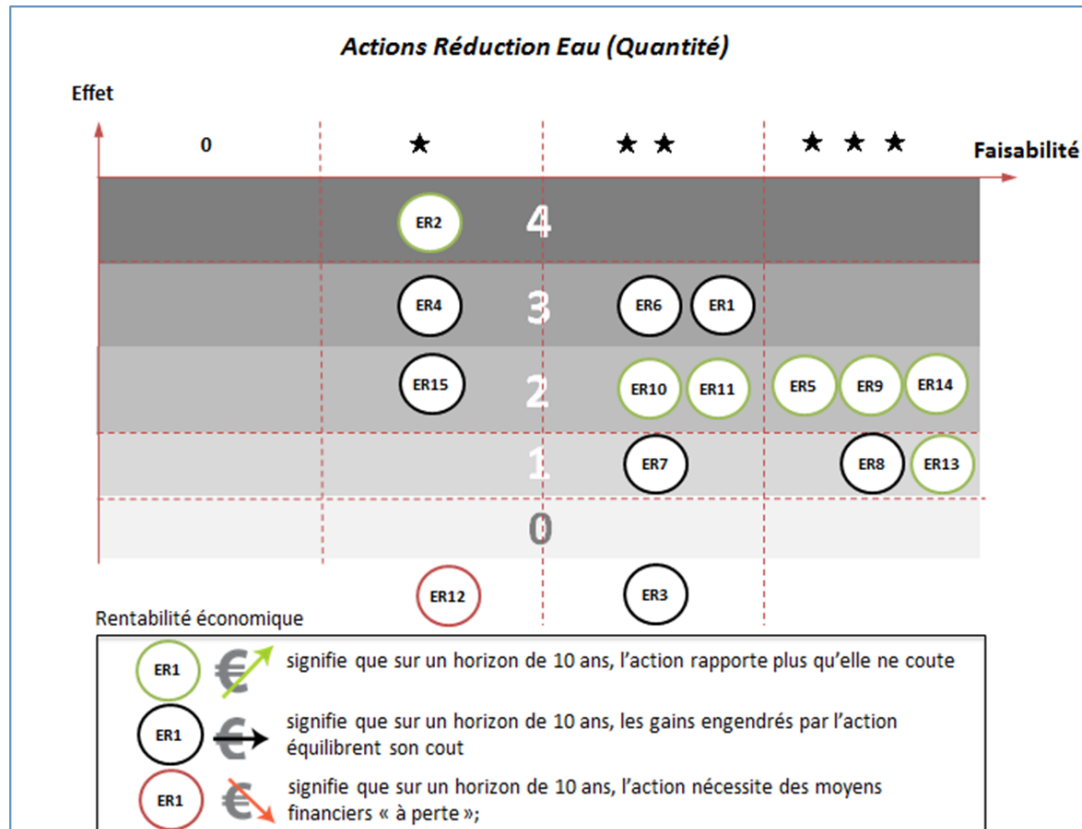 Actions Réduction Eau (Quantité)
Effet
0 ★ ★ ★ ★ ★ ★
Faisabilité
ER2 4
ER4 3 ER6 ER1
ER15 2 ER10 ER11 ER5 ER9 ER14
1 ER7 ER8 ER13
0
ER12 ER3
Rentabilité économique
ER1 € signifie que sur un horizon de 10 ans, l’action rapporte plus qu’elle ne coute
ER1 € signifie que sur un horizon de 10 ans, les gains engendrés par l’action
équilibrent son cout
ER1 € signifie que sur un horizon de 10 ans, l’action nécessite des moyens
financiers « à perte »;